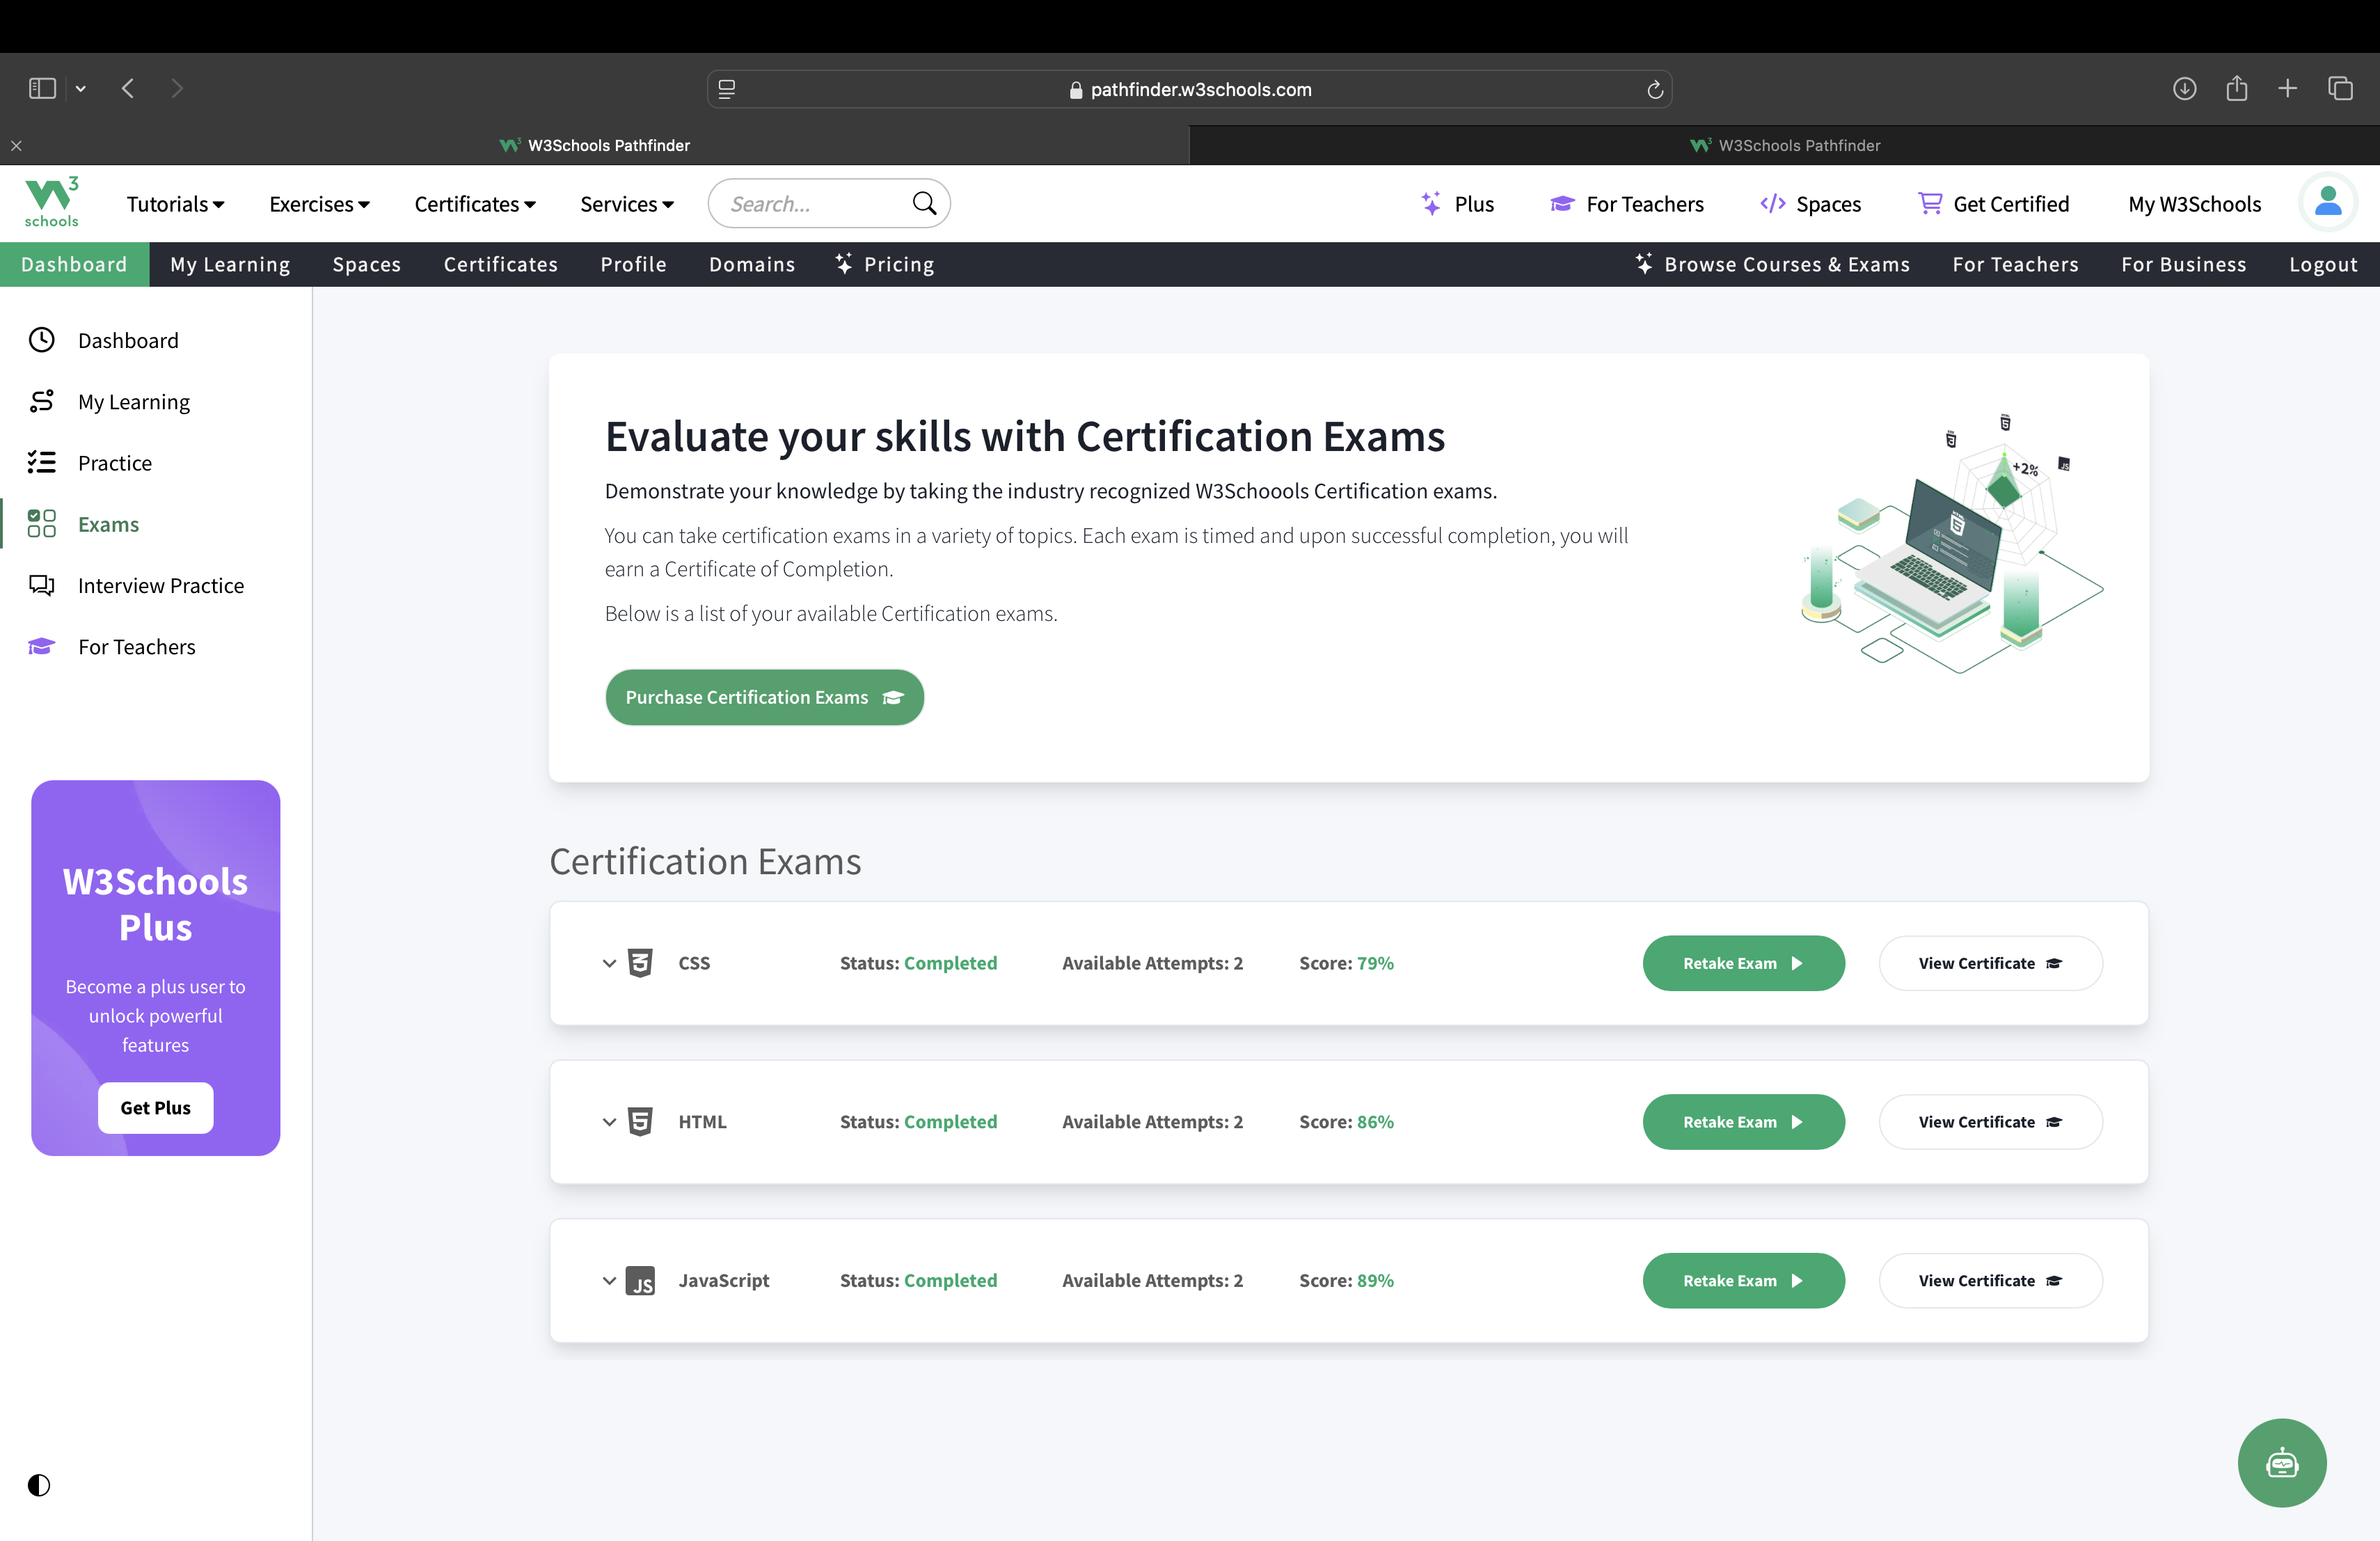 pathfinder.w3schools.com
W3Schools Pathfinder
W3Schools Pathfinder
W3 schools
Tutorials Exercises Certificates Services Search... Plus For Teachers Spaces Get Certified My W3Schools
Dashboard My Learning Spaces Certificates Profile Domains Pricing Browse Courses & Exams For Teachers For Business Logout
Dashboard
My Learning
Practice
Exams
Interview Practice
For Teachers
W3Schools
Plus
Become a plus user to
unlock powerful
features
Get Plus
Evaluate your skills with Certification Exams
Demonstrate your knowledge by taking the industry recognized W3Schoools Certification exams.
You can take certification exams in a variety of topics. Each exam is timed and upon successful completion, you will
earn a Certificate of Completion.
Below is a list of your available Certification exams.
Purchase Certification Exams
+2%
JS
Certification Exams
CSS Status: Completed Available Attempts: 2 Score: 79% Retake Exam View Certificate
HTML Status: Completed Available Attempts: 2 Score: 86% Retake Exam View Certificate
JS JavaScript Status: Completed Available Attempts: 2 Score: 89% Retake Exam View Certificate